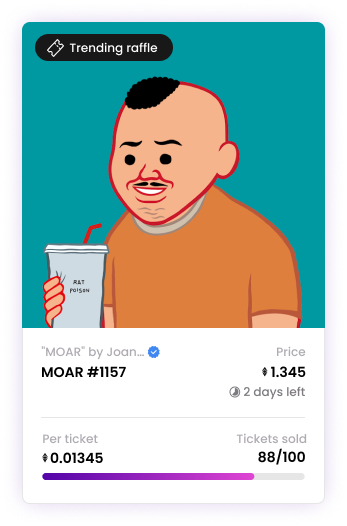 Trending raffle
RAT
POISON
"MOAR" by Joan...
Price
MOAR #1157
1.345
2 days left
Per ticket
Tickets sold
0.01345
88/100